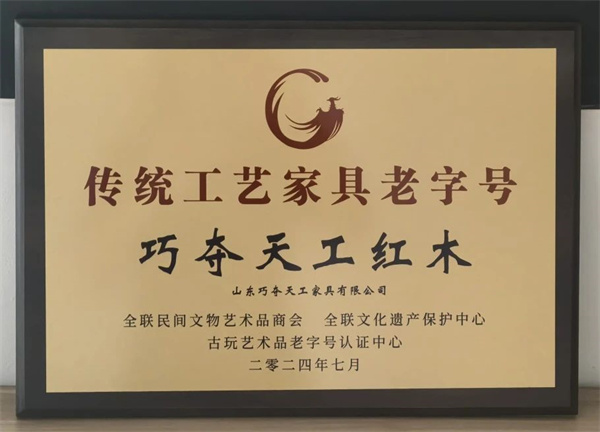 传统工艺家具老字号
巧夺天工红木
山东巧夺天工家具有限公司
全联民间文物艺术品商会 全联文化遗产保护中心
古玩艺术品老字号认证中心
二零二四年七月